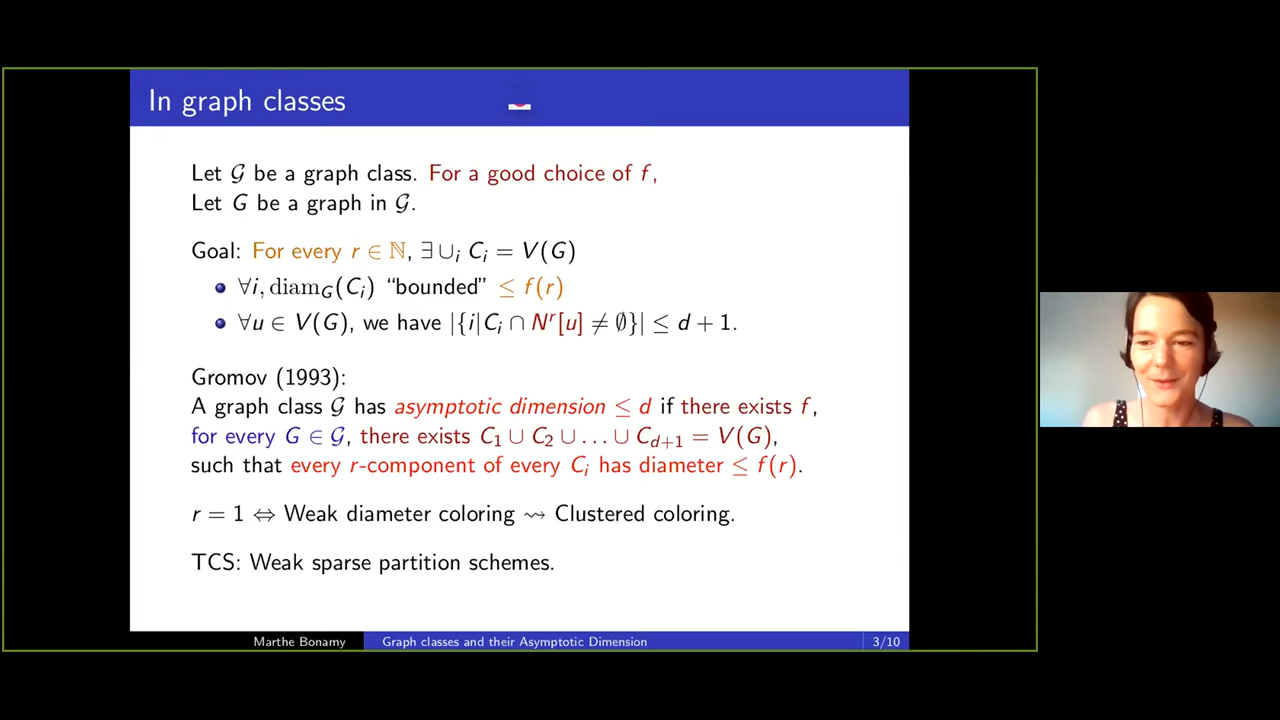 In graph classes
Let 𝒢 be a graph class. For a good choice of f,
Let G be a graph in 𝒢.
Goal: For every r ∈ ℕ, ∃ ∪ᵢ Cᵢ = V(G)
∀i, diam_G(Cᵢ) “bounded” ≤ f(r)
∀u ∈ V(G), we have |{i|Cᵢ ∩ Nʳ[u] ≠ ∅}| ≤ d + 1.
Gromov (1993):
A graph class 𝒢 has asymptotic dimension ≤ d if there exists f,
for every G ∈ 𝒢, there exists C₁ ∪ C₂ ∪ … ∪ C_{d+1} = V(G),
such that every r-component of every Cᵢ has diameter ≤ f(r).
r = 1 ⇔ Weak diameter coloring ⇝ Clustered coloring.
TCS: Weak sparse partition schemes.
Marthe Bonamy Graph classes and their Asymptotic Dimension 3/10